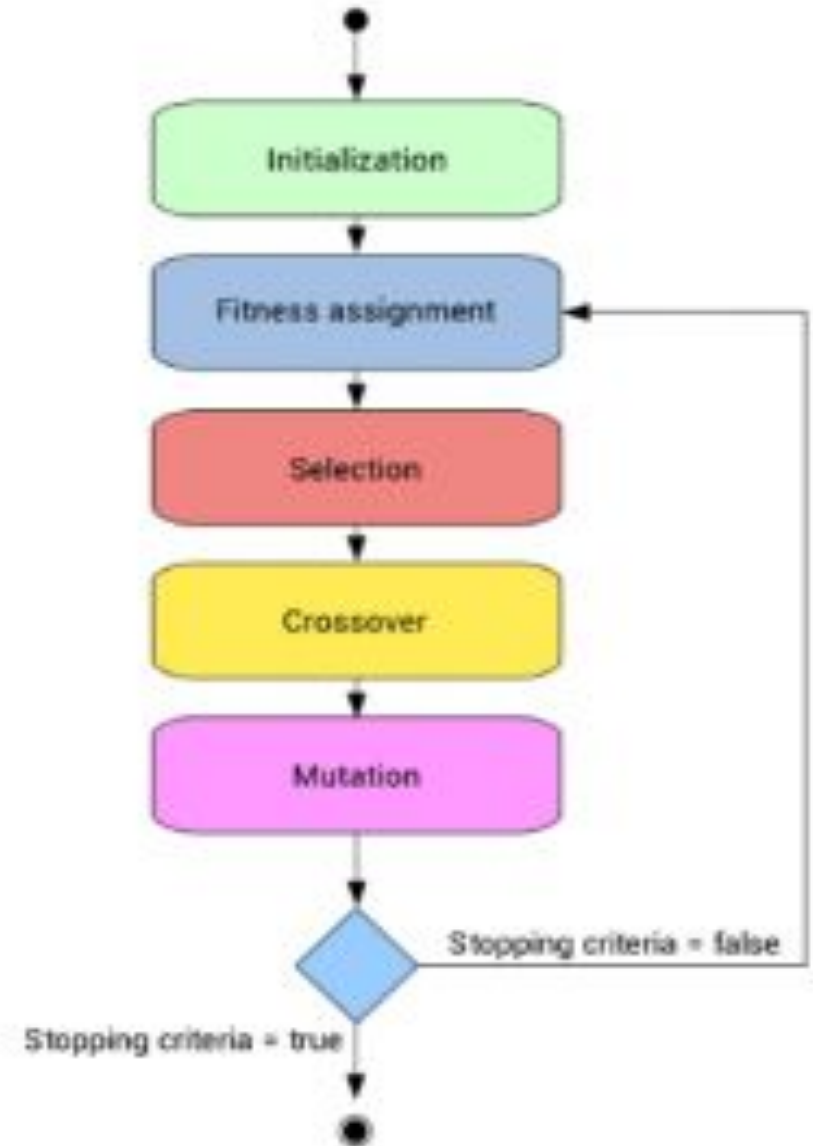 Initialization
Fitness assignment
Selection
Crossover
Mutation
Stopping criteria = false
Stopping criteria = true